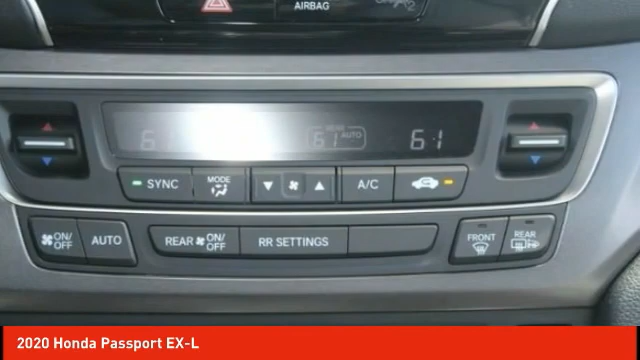 AIRBAG
6 REAR 61 AUTO 61
SYNC MODE A/C
ON/OFF AUTO REAR ON/OFF RR SETTINGS FRONT REAR
2020 Honda Passport EX-L